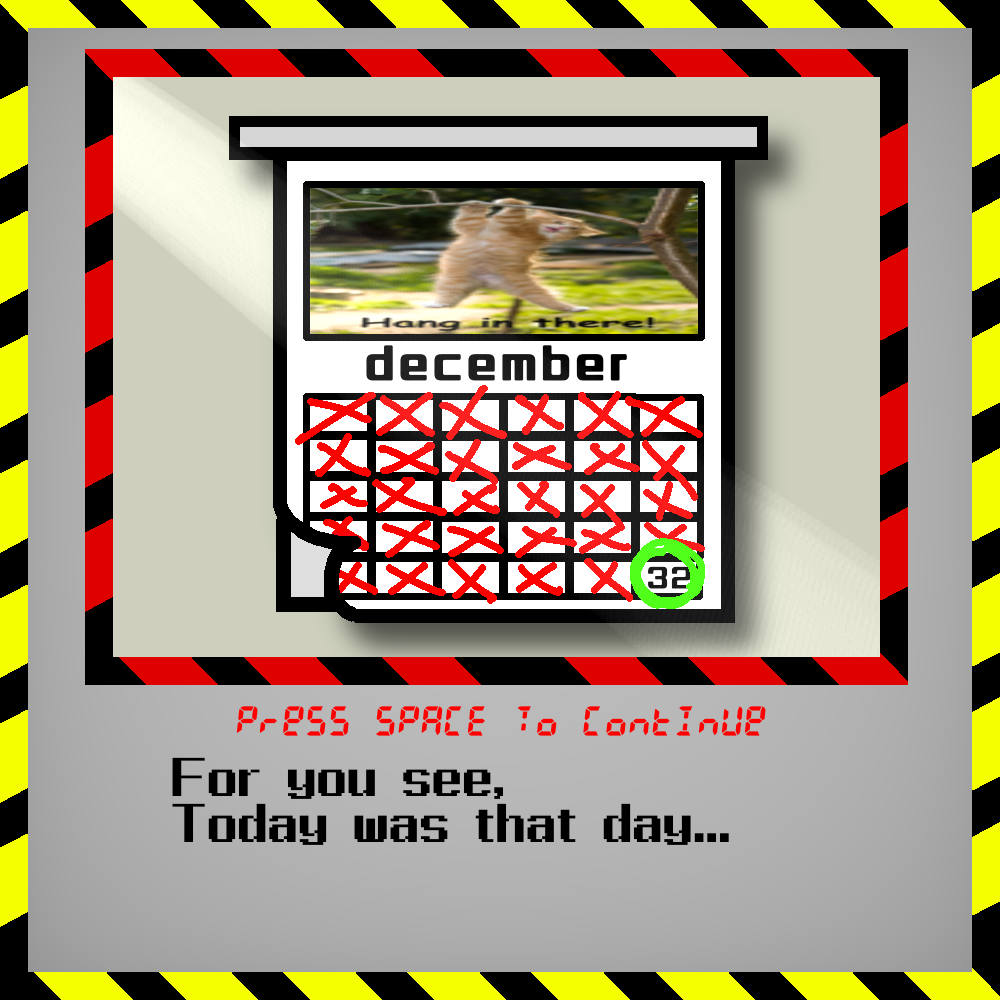 Hang in there!
december
32
PrESS SPACE To ContInUE
For you see,
Today was that day...